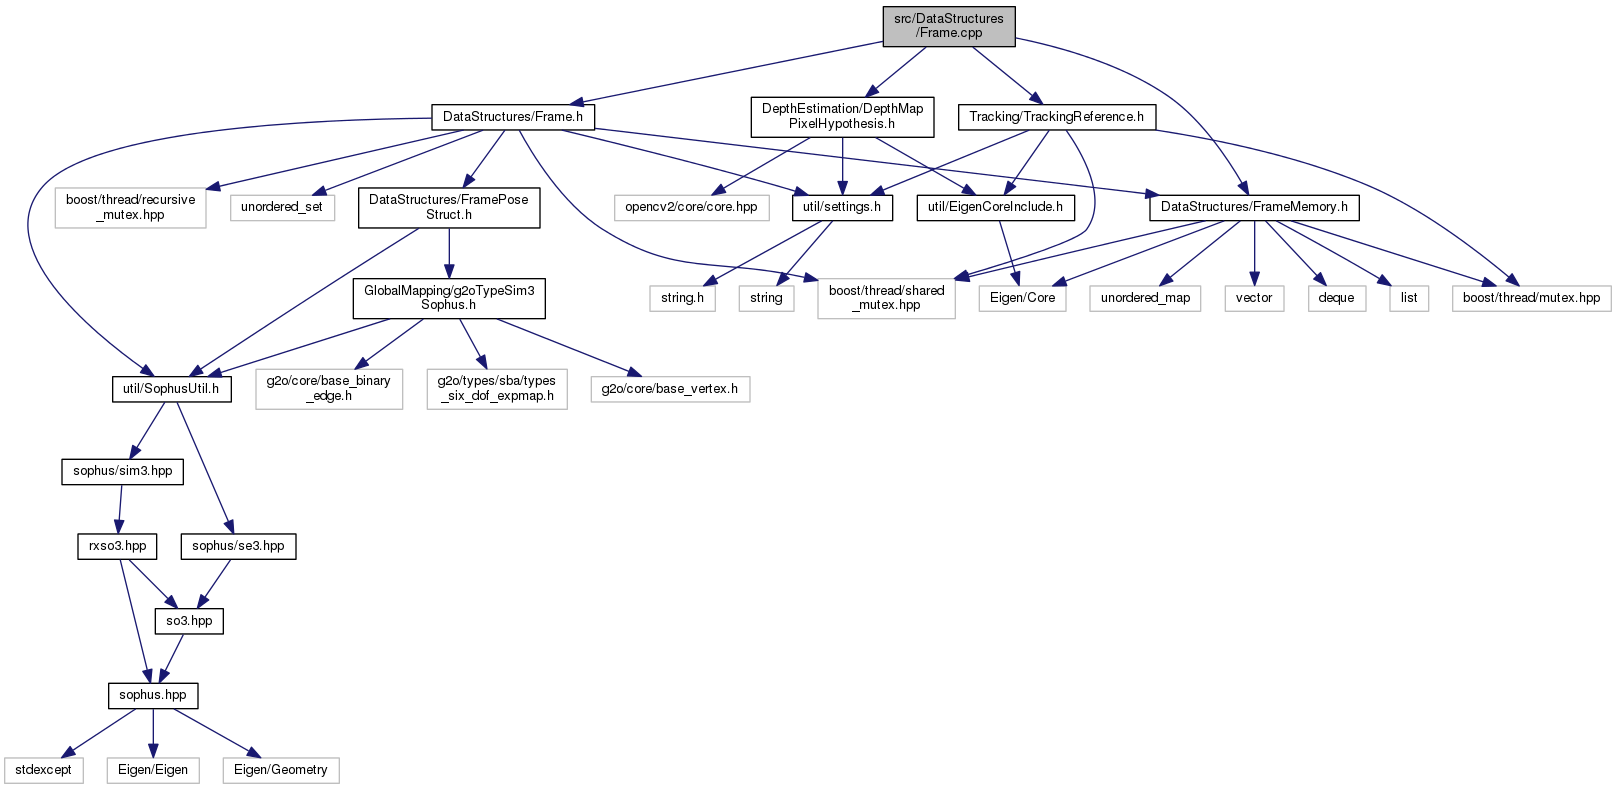 src/DataStructures
/Frame.cpp
DataStructures/Frame.h
DepthEstimation/DepthMap
PixelHypothesis.h
Tracking/TrackingReference.h
boost/thread/recursive
_mutex.hpp
unordered_set
DataStructures/FramePose
Struct.h
opencv2/core/core.hpp
util/settings.h
util/EigenCoreInclude.h
DataStructures/FrameMemory.h
GlobalMapping/g2oTypeSim3
Sophus.h
string.h
string
boost/thread/shared
_mutex.hpp
Eigen/Core
unordered_map
vector
deque
list
boost/thread/mutex.hpp
util/SophusUtil.h
g2o/core/base_binary
_edge.h
g2o/types/sba/types
_six_dof_expmap.h
g2o/core/base_vertex.h
sophus/sim3.hpp
rxso3.hpp
sophus/se3.hpp
so3.hpp
sophus.hpp
stdexcept
Eigen/Eigen
Eigen/Geometry